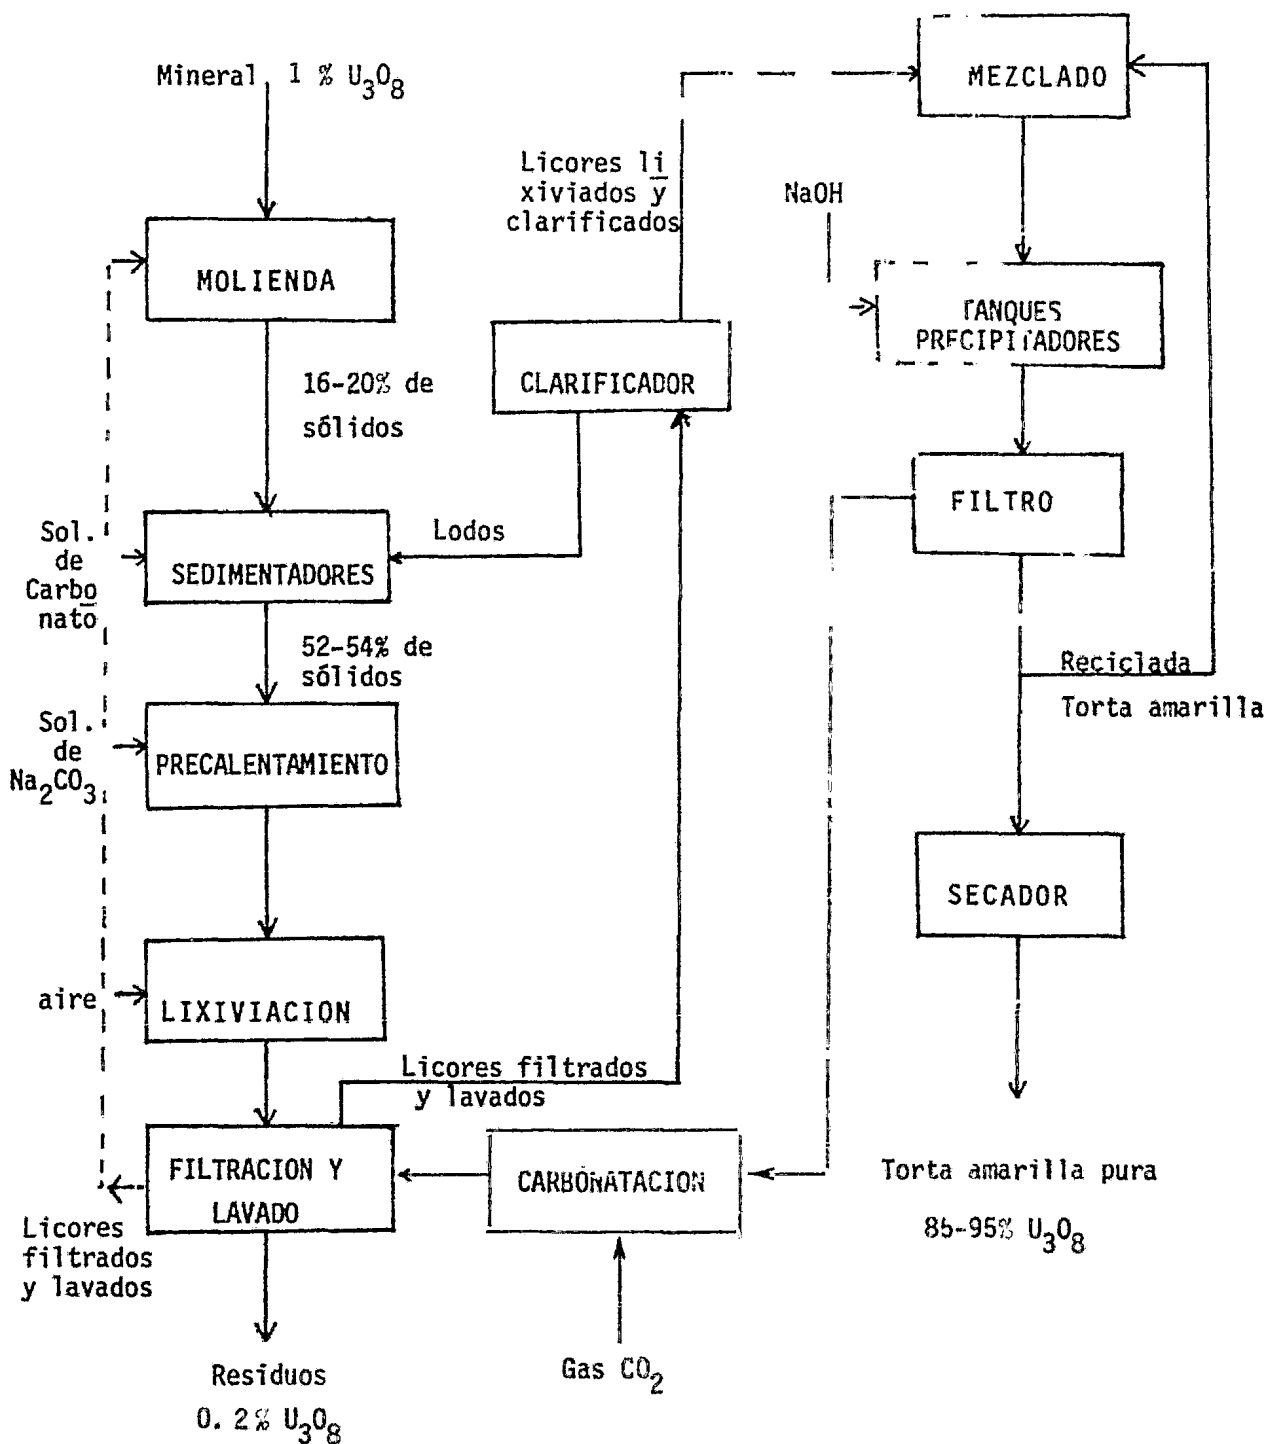 Mineral 1 % U3O8
MOLIENDA
16-20% de
sólidos
Sol.
de
Carbo
nato
SEDIMENTADORES
Lodos
52-54% de
sólidos
Sol.
de
Na2CO3
PRECALENTAMIENTO
aire
LIXIVIACION
Licores filtrados
y lavados
FILTRACION Y
LAVADO
Licores
filtrados
y lavados
Residuos
0.2% U3O8
CARBONATACION
Gas CO2
CLARIFICADOR
Licores li
xiviados y
clarificados
MEZCLADO
NaOH
TANQUES
PRECIPITADORES
FILTRO
Reciclada
Torta amarilla
SECADOR
Torta amarilla pura
85-95% U3O8